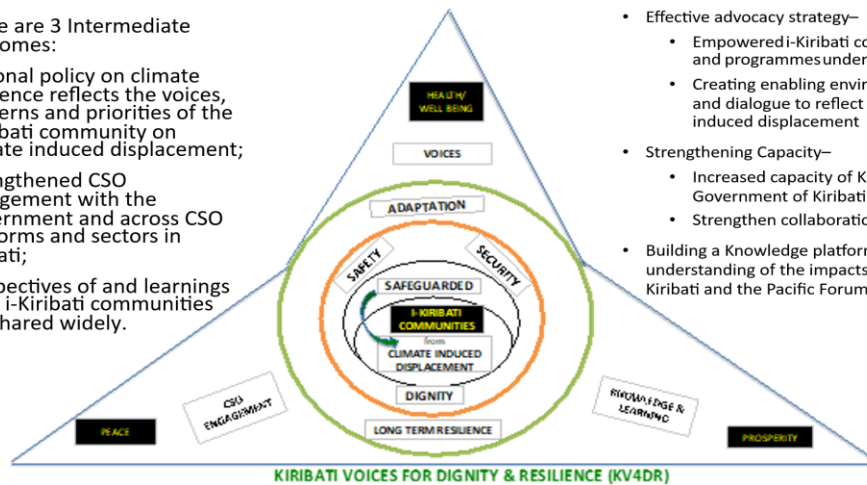 e are 3 Intermediate
omes:
onal policy on climate
ence reflects the voices,
erns and priorities of the
bati community on
ate induced displacement;
ngthened CSO
gement with the
ernment and across CSO
orms and sectors in
ati;
pectives of and learnings
i-Kiribati communities
hared widely.
HEALTH/
WELL BEING
VOICES
ADAPTATION
SAFETY
SECURITY
SAFEGUARDED
I-KIRIBATI
COMMUNITIES
from
CLIMATE INDUCED
DISPLACEMENT
DIGNITY
LONG TERM RESILIENCE
CSO
ENGAGEMENT
KNOWLEDGE &
LEARNING
PEACE
PROSPERITY
KIRIBATI VOICES FOR DIGNITY & RESILIENCE (KV4DR)
• Effective advocacy strategy–
• Empowered i-Kiribati co
and programmes under
• Creating enabling envir
and dialogue to reflect
induced displacement
• Strengthening Capacity–
• Increased capacity of K
Government of Kiribati
• Strengthen collaboratio
• Building a Knowledge platfor
understanding of the impacts
Kiribati and the Pacific Forum